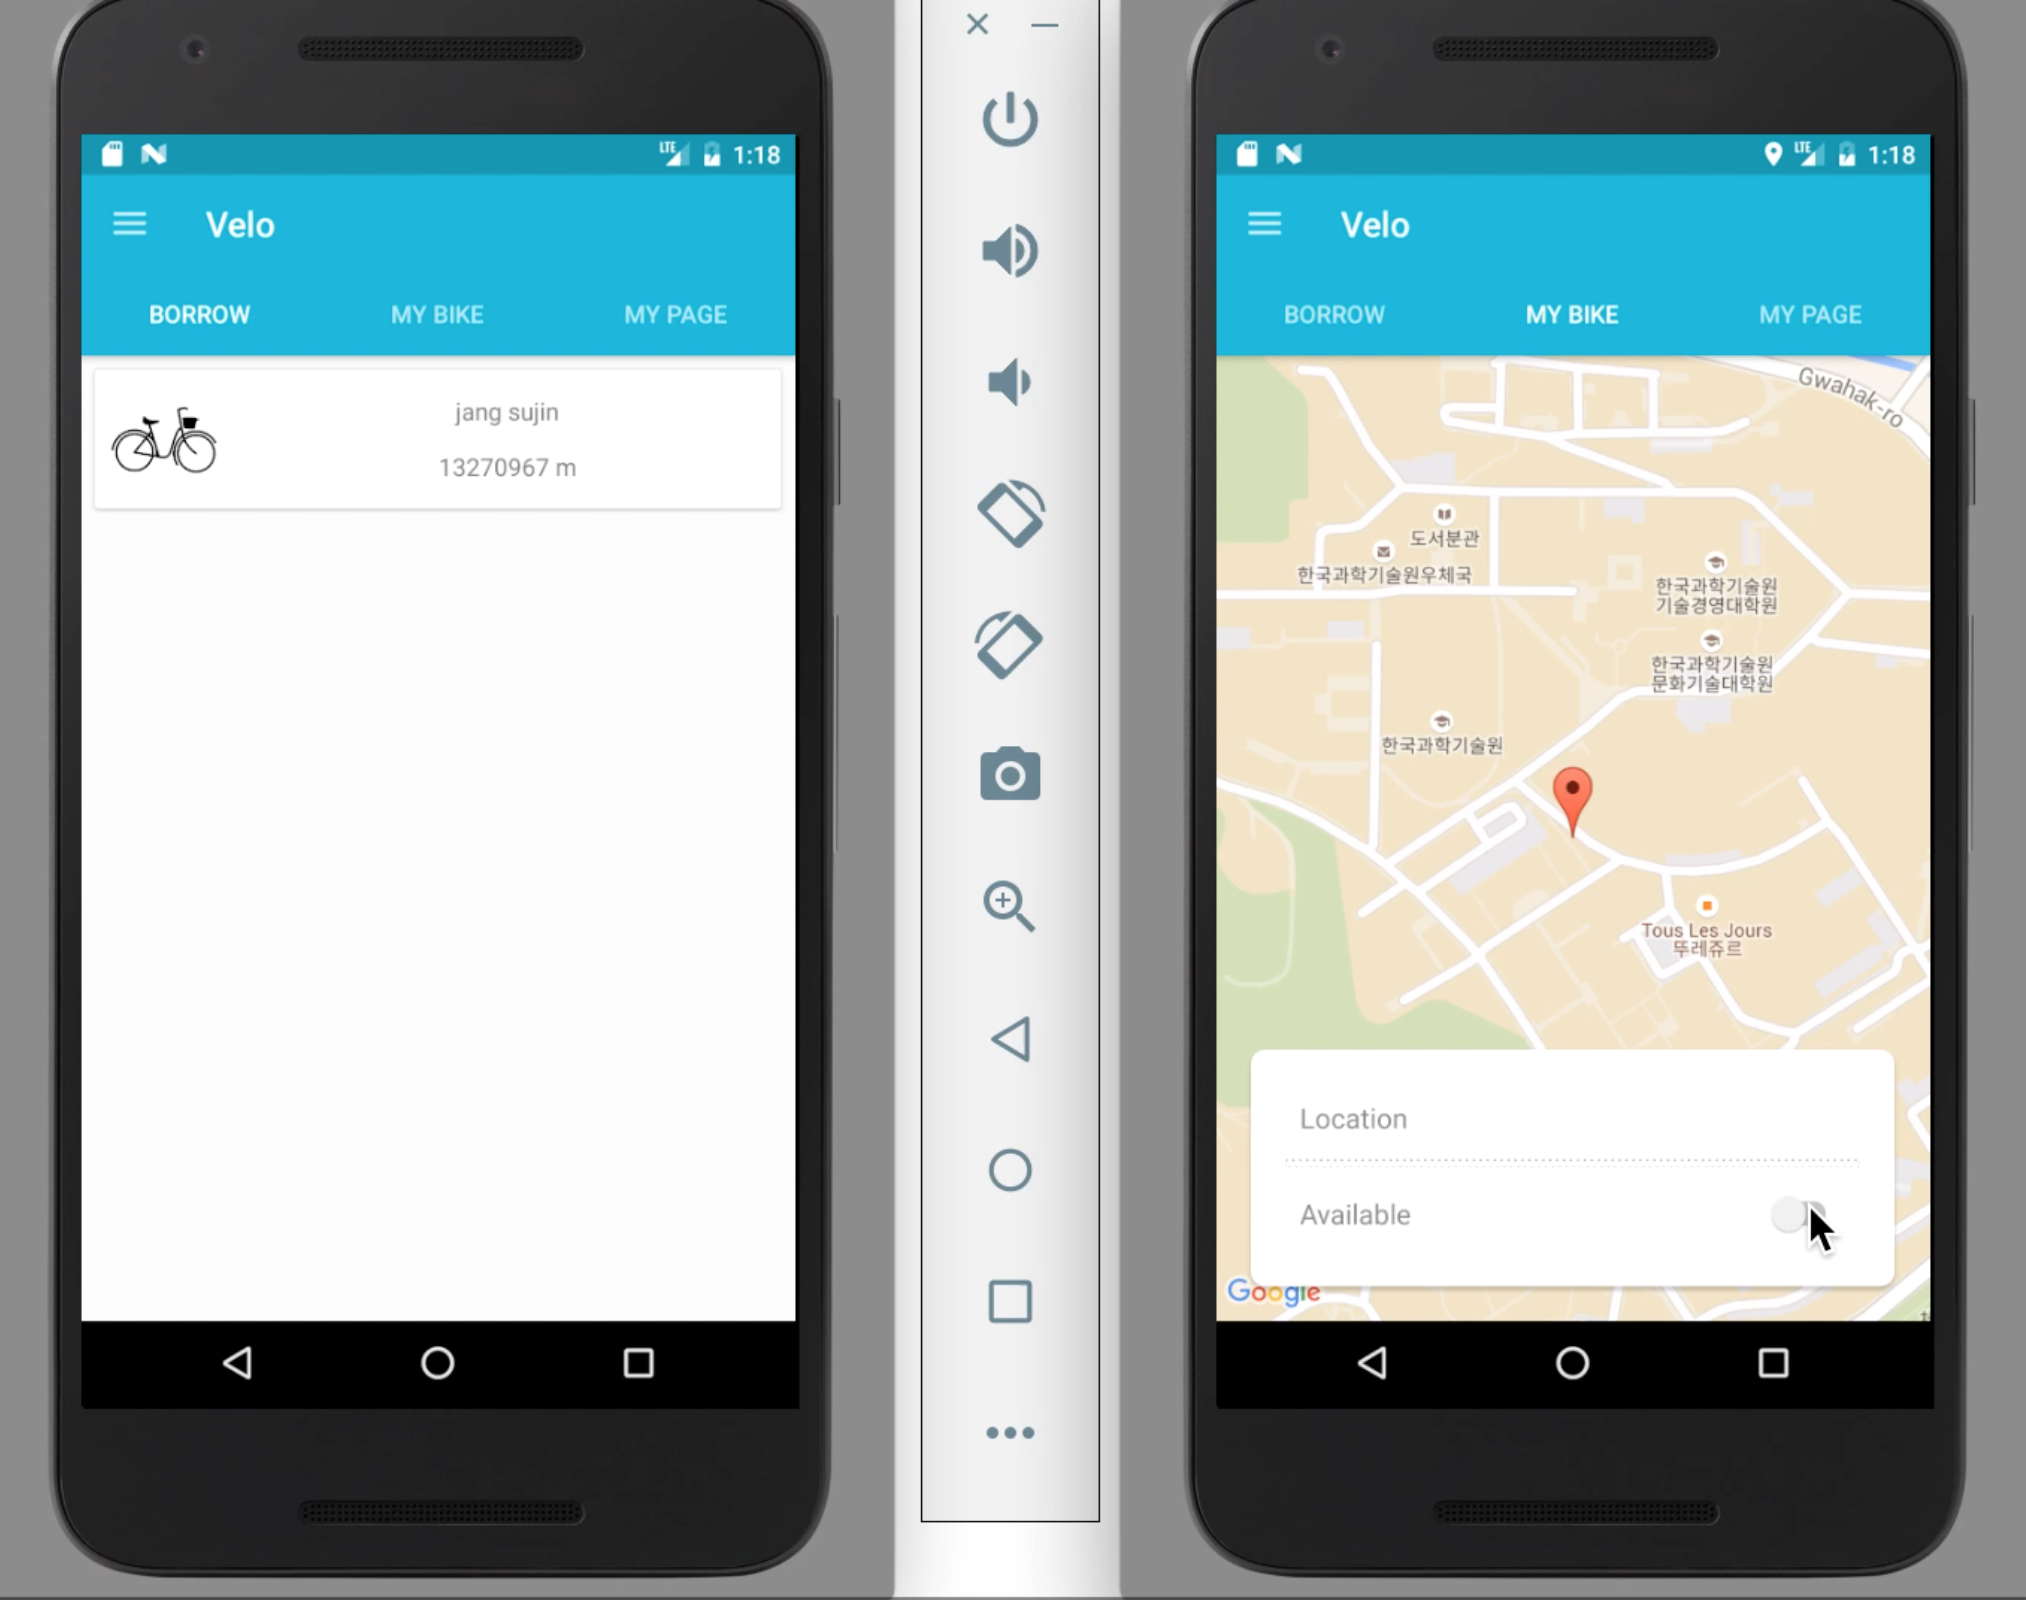 LTE 1:18
Velo
BORROW MY BIKE MY PAGE
jang sujin
13270967 m
LTE 1:18
Velo
BORROW MY BIKE MY PAGE
Gwahak-ro
도서분관
한국과학기술원우체국
한국과학기술원
기술경영대학원
한국과학기술원
문화기술대학원
한국과학기술원
Tous Les Jours
뚜레쥬르
Location
Available
Google